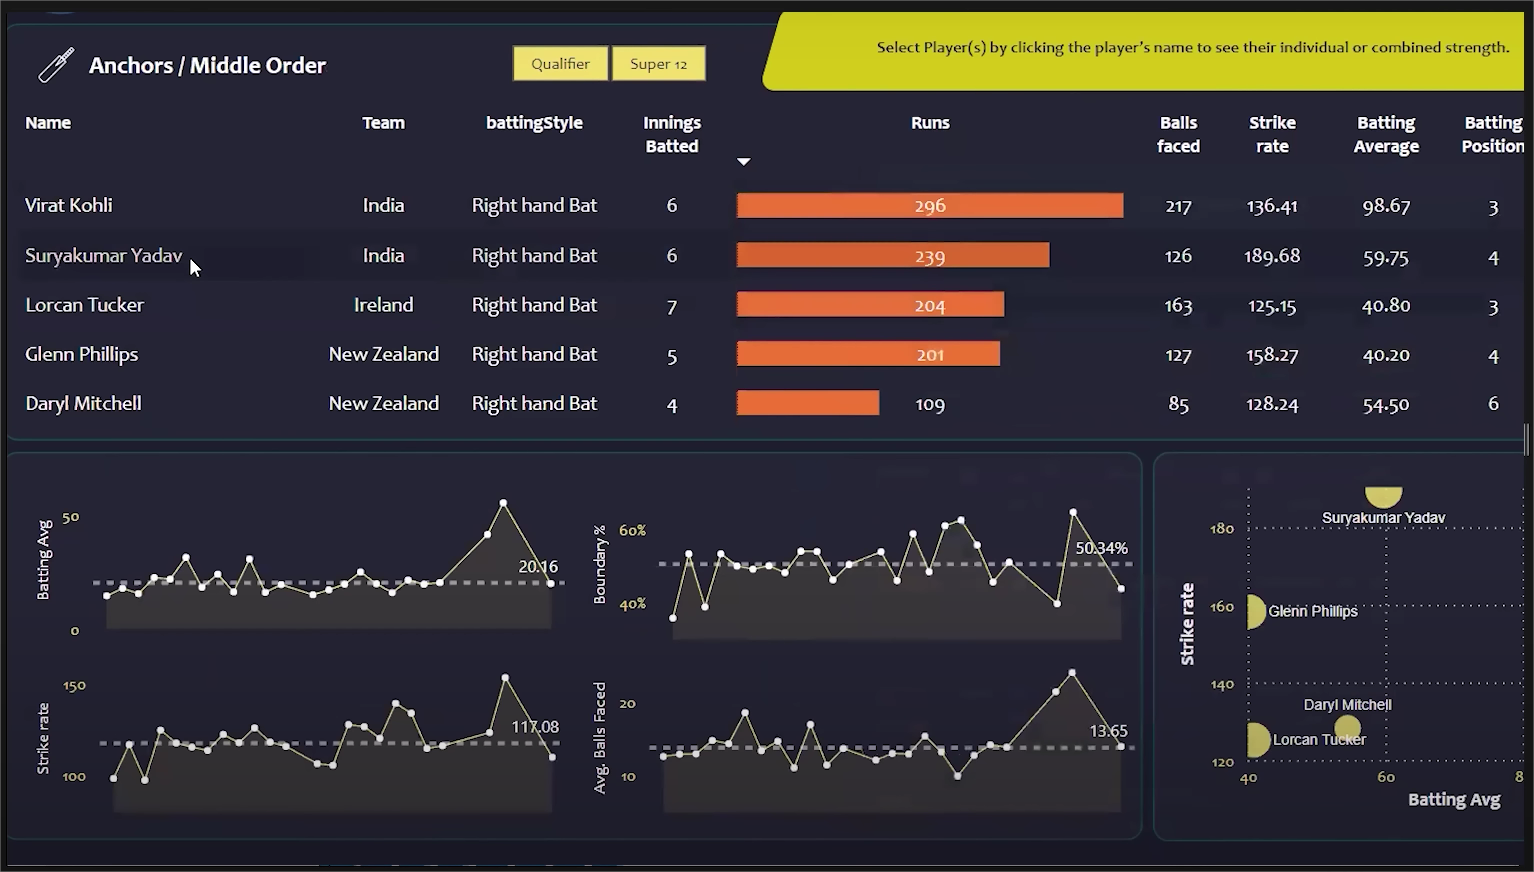 Anchors / Middle Order
Qualifier
Super 12
Select Player(s) by clicking the player's name to see their individual or combined strength.
Name Team battingStyle Innings Batted Runs Balls faced Strike rate Batting Average Batting Position
Virat Kohli India Right hand Bat 6 296 217 136.41 98.67 3
Suryakumar Yadav India Right hand Bat 6 239 126 189.68 59.75 4
Lorcan Tucker Ireland Right hand Bat 7 204 163 125.15 40.80 3
Glenn Phillips New Zealand Right hand Bat 5 201 127 158.27 40.20 4
Daryl Mitchell New Zealand Right hand Bat 4 109 85 128.24 54.50 6
Batting Avg
50
0
20.16
Boundary %
60%
40%
50.34%
Strike rate
150
100
117.08
Avg. Balls Faced
20
10
13.65
Strike rate
180
160
140
120
Suryakumar Yadav
Glenn Phillips
Daryl Mitchell
Lorcan Tucker
40 60 8
Batting Avg